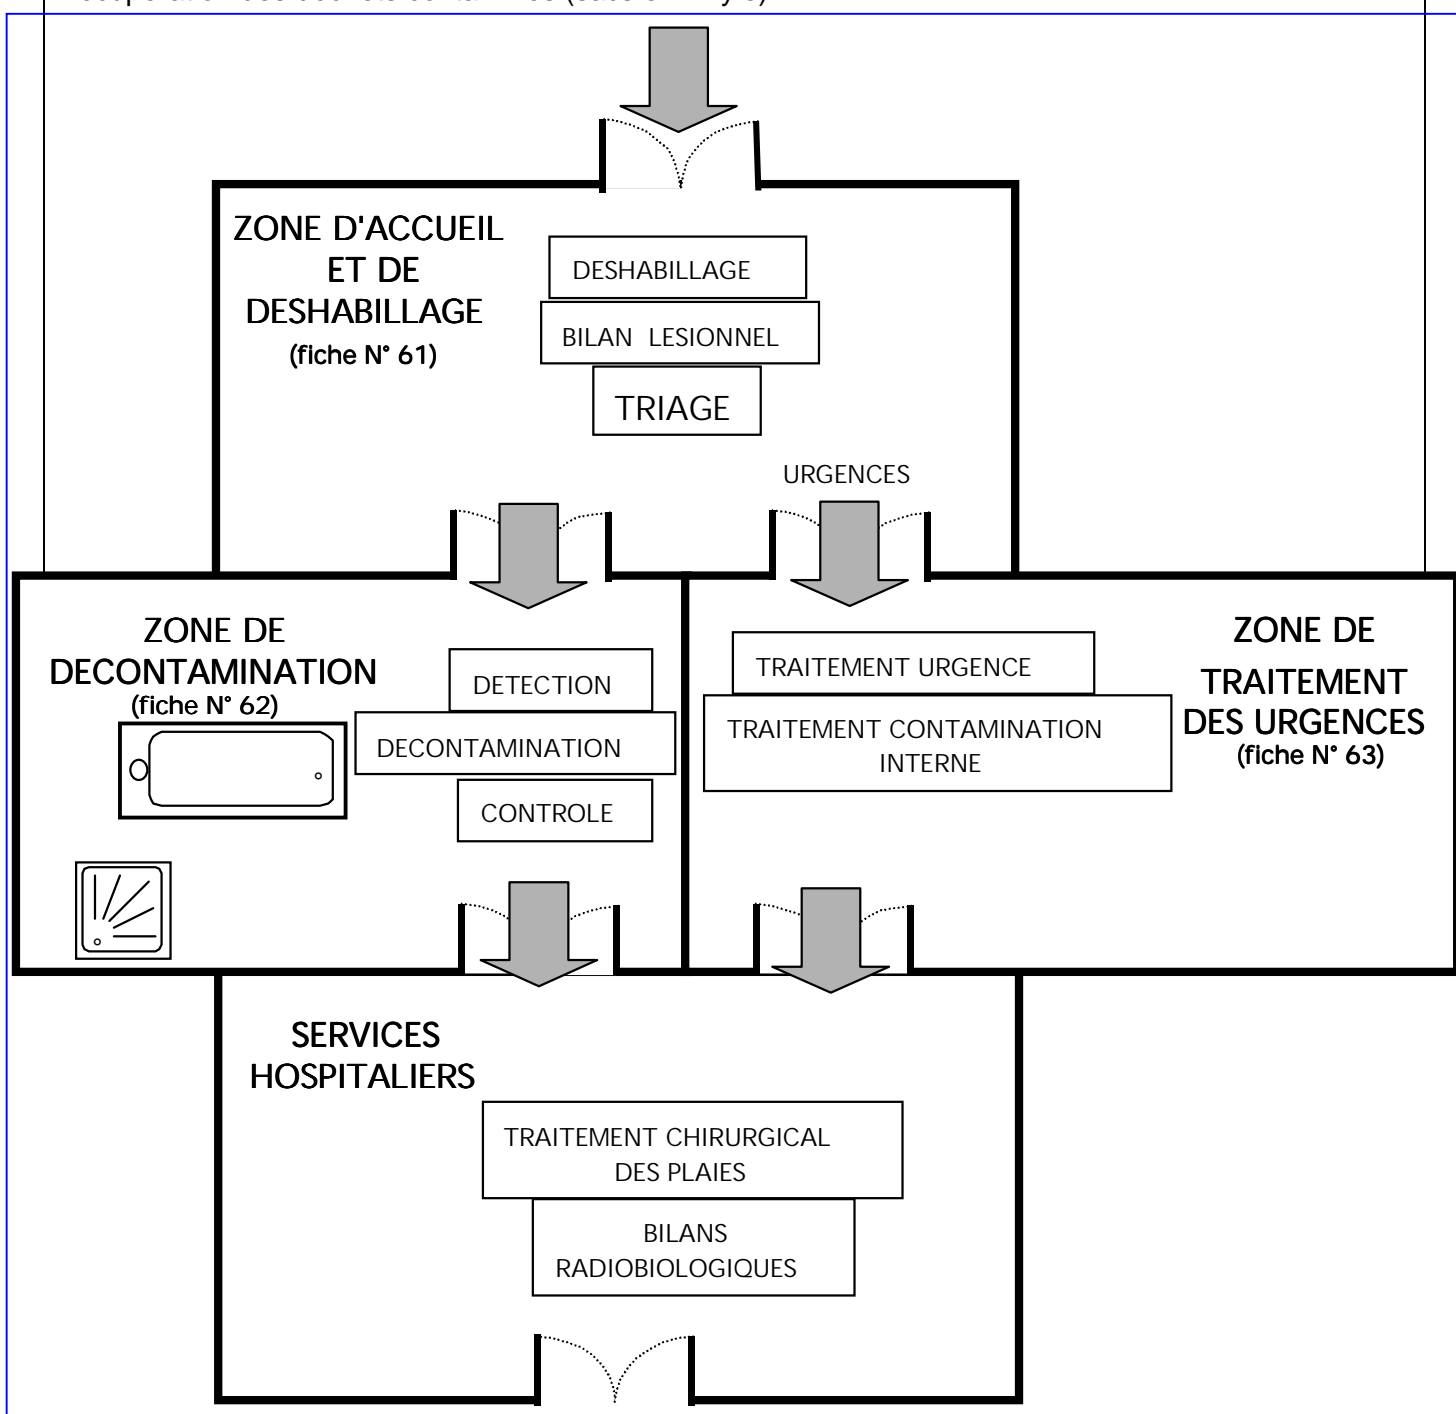 ZONE D'ACCUEIL
ET DE
DESHABILLAGE
(fiche N° 61)
DESHABILLAGE
BILAN LESIONNEL
TRIAGE
URGENCES
ZONE DE
DECONTAMINATION
(fiche N° 62)
DETECTION
DECONTAMINATION
CONTROLE
TRAITEMENT URGENCE
TRAITEMENT CONTAMINATION
INTERNE
ZONE DE
TRAITEMENT
DES URGENCES
(fiche N° 63)
SERVICES
HOSPITALIERS
TRAITEMENT CHIRURGICAL
DES PLAIES
BILANS
RADIOBIOLOGIQUES